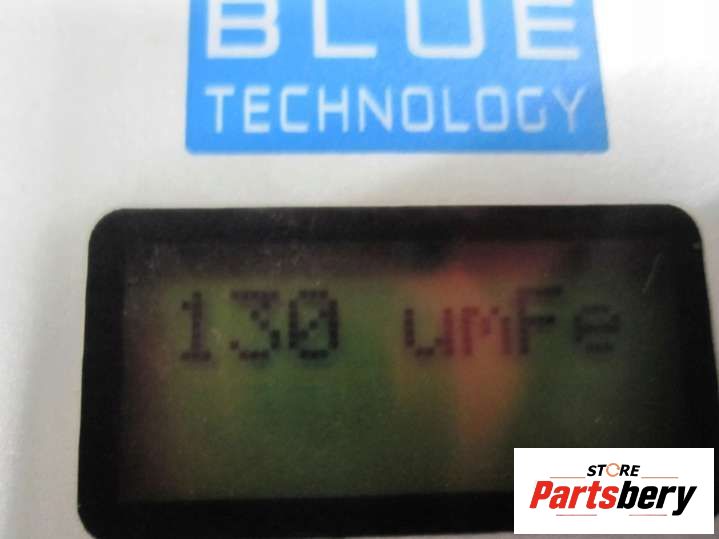 BLUE
TECHNOLOGY
130 umFe
STORE
Partsbery